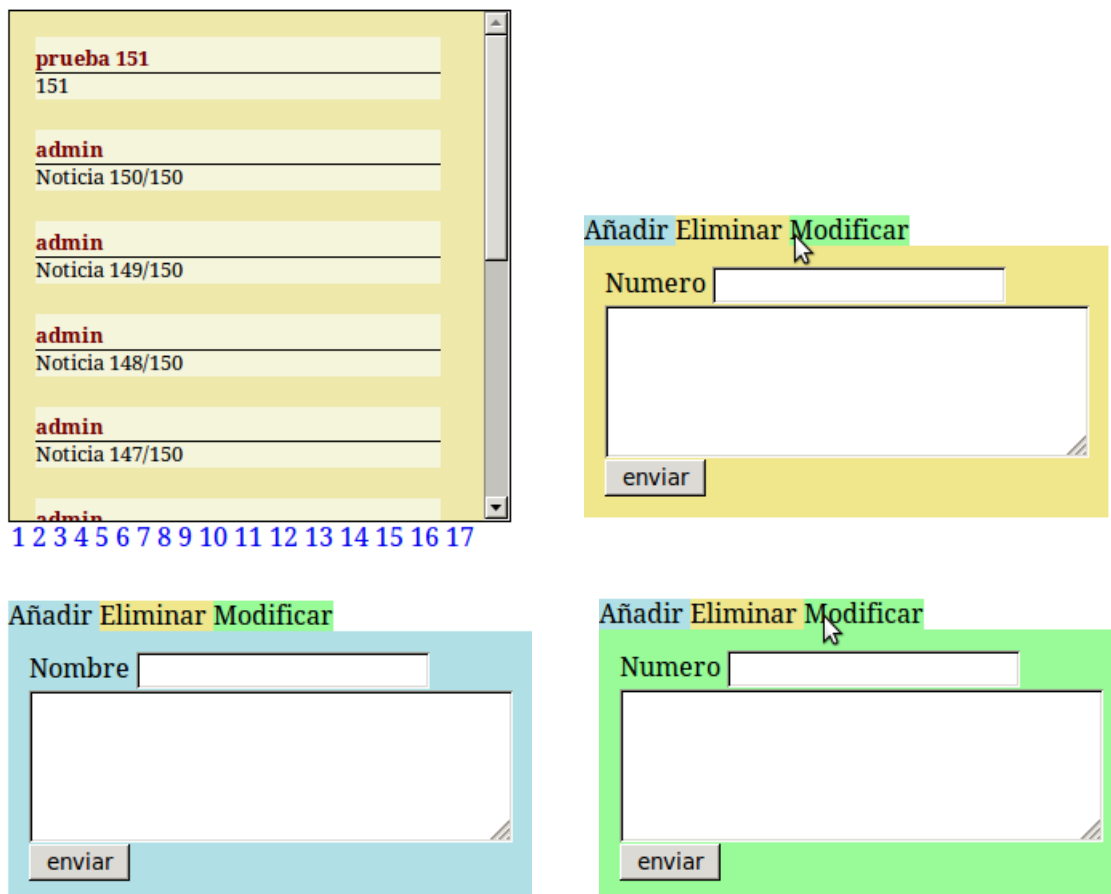 prueba 151
151
admin
Noticia 150/150
admin
Noticia 149/150
admin
Noticia 148/150
admin
Noticia 147/150
admin
1 2 3 4 5 6 7 8 9 10 11 12 13 14 15 16 17
Añadir Eliminar Modificar
Numero
enviar
Añadir Eliminar Modificar
Nombre
enviar
Añadir Eliminar Modificar
Numero
enviar